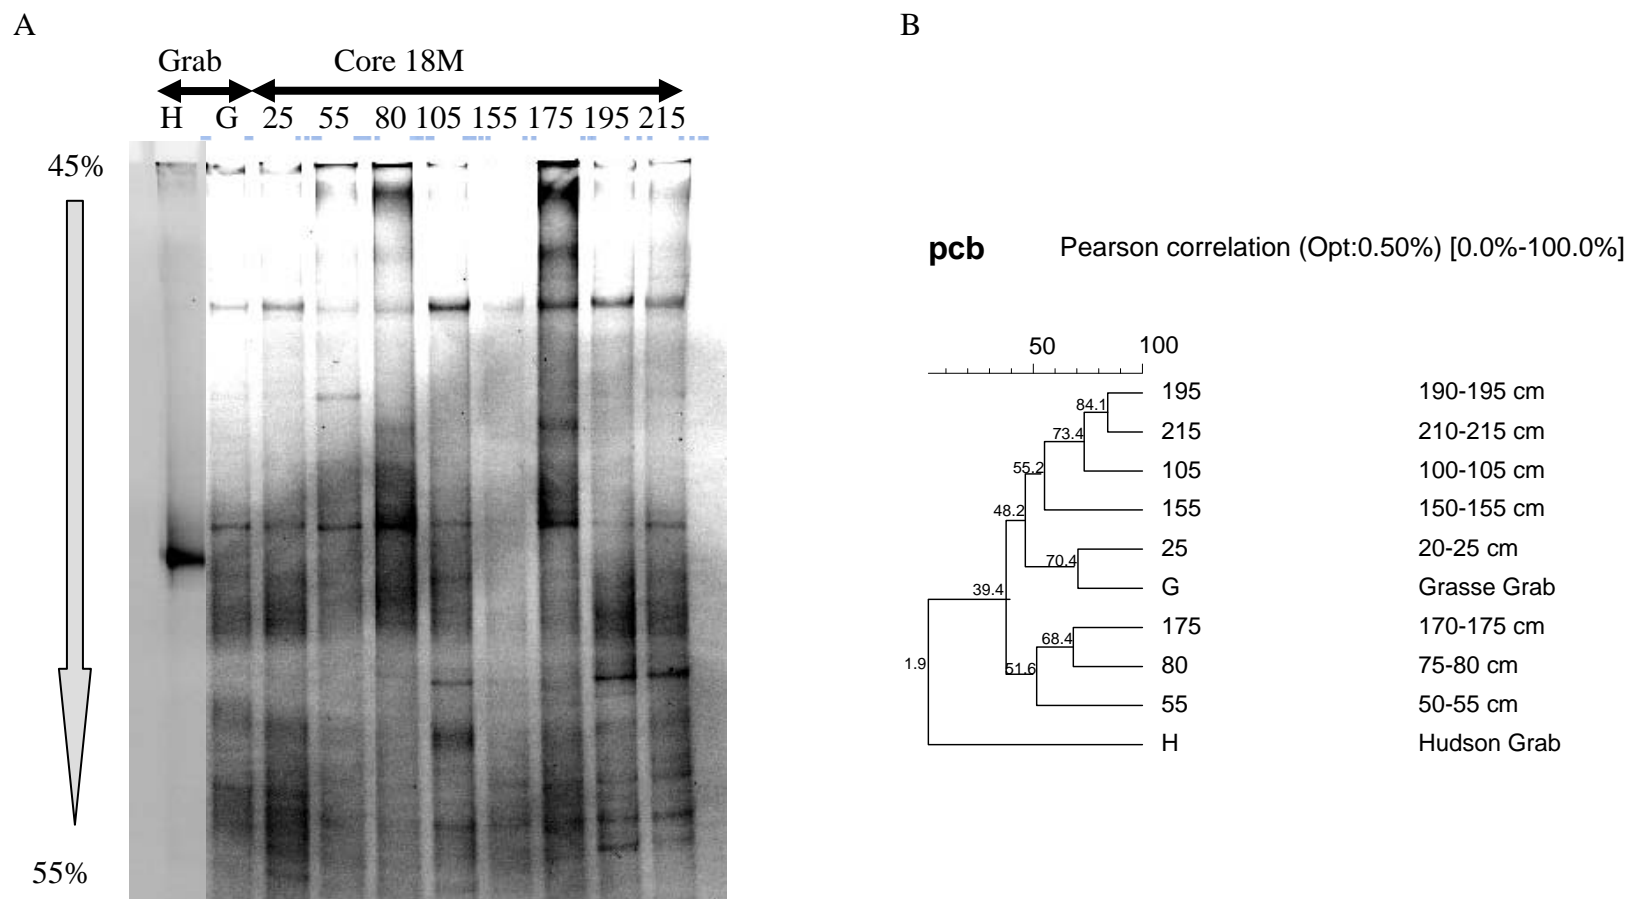 A
B
Grab Core 18M
H G 25 55 80 105 155 175 195 215
45%
55%
pcb Pearson correlation (Opt:0.50%) [0.0%-100.0%]
50 100
84.1
73.4
55.2
48.2
70.4
39.4
68.4
51.6
1.9
195 190-195 cm
215 210-215 cm
105 100-105 cm
155 150-155 cm
25 20-25 cm
G Grasse Grab
175 170-175 cm
80 75-80 cm
55 50-55 cm
H Hudson Grab